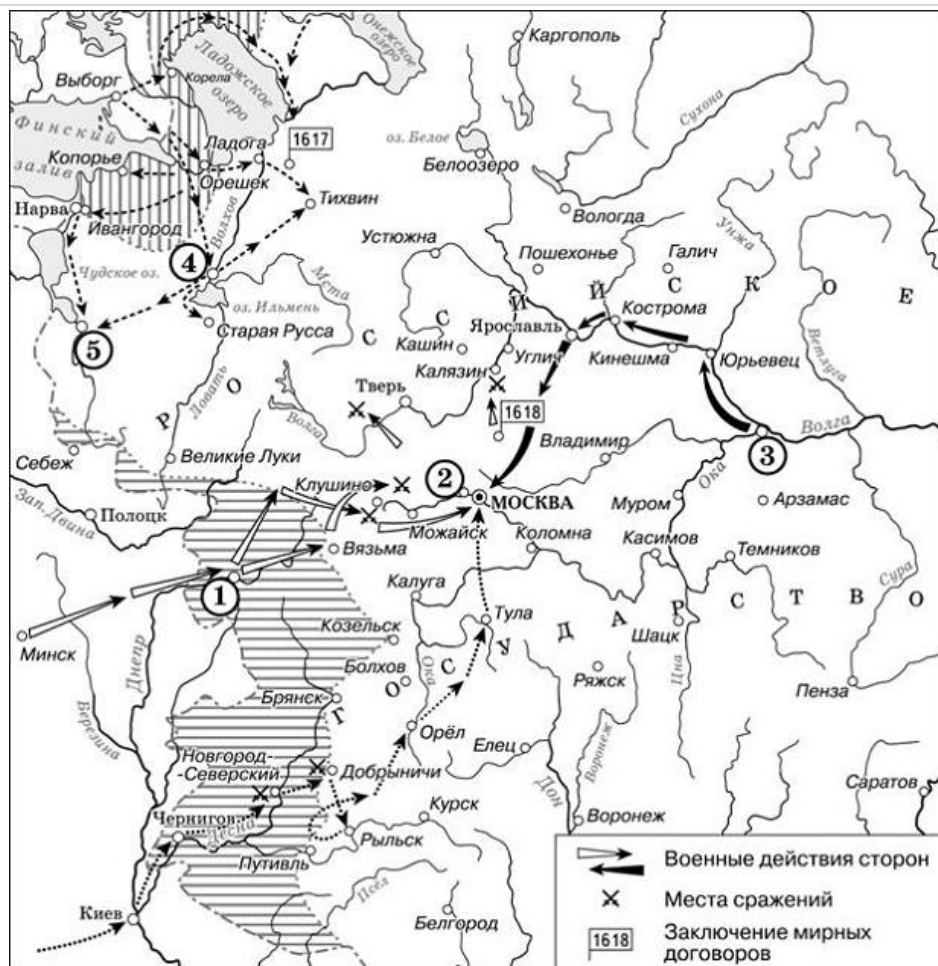 Каргополь
Онежское
озеро
Ладожское
озеро
Корела
Выборг
Сухона
Финский
залив
1617
Ладога
оз. Белое
Копорье
Орешек
Белоозеро
Нарва
Тихвин
Ивангород
Волхов
Вологда
Унжа
Устюжна
Пошехонье
Галич
4
Чудское оз.
Мста
оз. Ильмень
Старая Русса
РОССИЙСКОЕ
Кострома
Ярославль
5
Кашин
Углич
Кинешма
Юрьевец
Ветлуга
Калязин
Ловать
Тверь
1618
Волга
Волга
Владимир
3
Себеж
Великие Луки
Клушино
2
МОСКВА
Ока
Арзамас
Зап. Двина
Полоцк
Можайск
Муром
Вязьма
Коломна
Касимов
Темников
Сура
1
Калуга
Тула
ГОСУДАРСТВО
Минск
Днепр
Козельск
Шацк
Болхов
Ока
Цна
Березина
Брянск
Ряжск
Пенза
Орёл
Новгород-
-Северский
Елец
Воронеж
Добрыничи
Дон
Саратов
Чернигов
Десна
Курск
Воронеж
Рыльск
Путивль
Псёл
Киев
Белгород
Военные действия сторон
Места сражений
1618
Заключение мирных
договоров